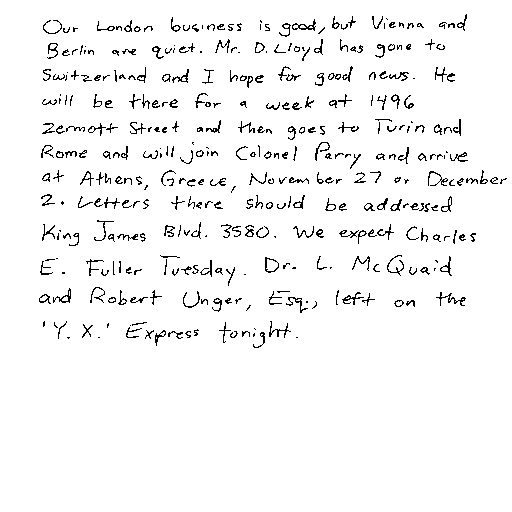 Our London business is good, but Vienna and
Berlin are quiet. Mr. D. Lloyd has gone to
Switzerland and I hope for good news. He
will be there for a week at 1496
Zermott Street and then goes to Turin and
Rome and will join Colonel Parry and arrive
at Athens, Greece, November 27 or December
2. Letters there should be addressed
King James Blvd. 3580. We expect Charles
E. Fuller Tuesday. Dr. L. McQuaid
and Robert Unger, Esq., left on the
'Y. X.' Express tonight.